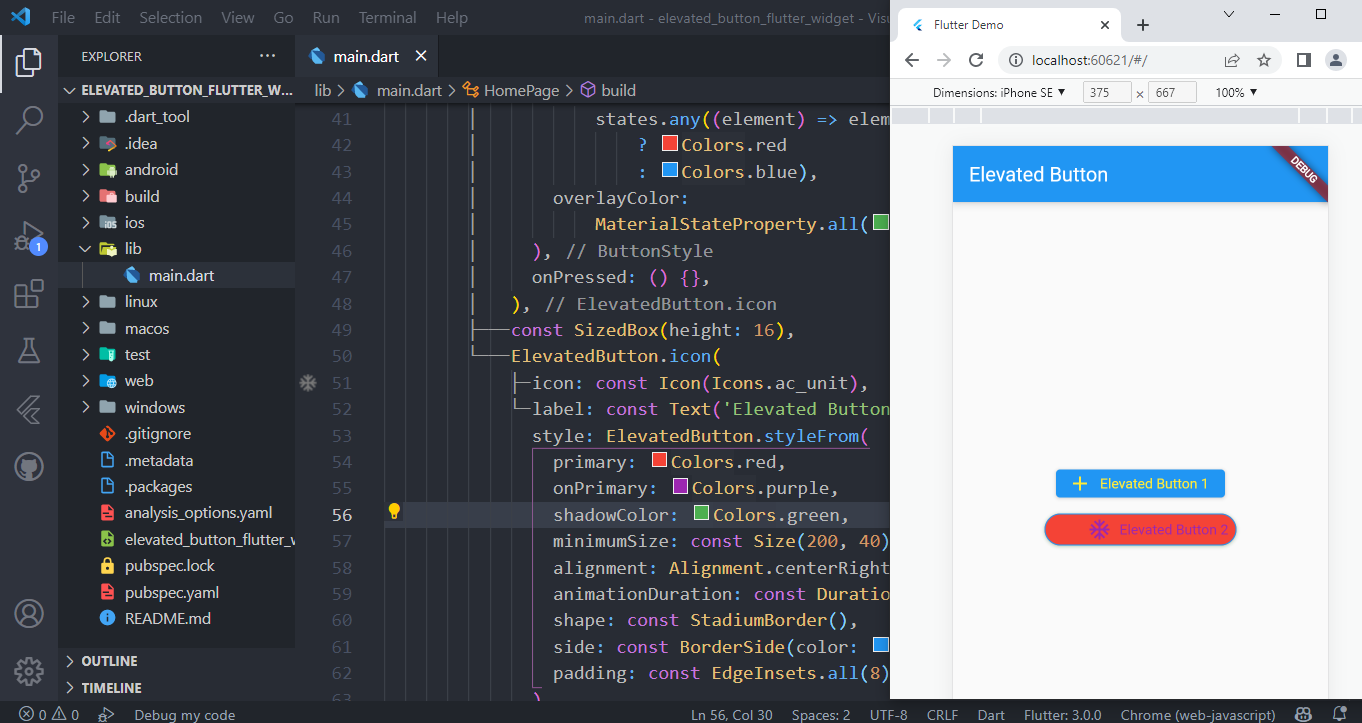 File Edit Selection View Go Run Terminal Help main.dart - elevated_button_flutter_widget - Visu
EXPLORER
ELEVATED_BUTTON_FLUTTER_W...
.dart_tool
.idea
android
build
ios
lib
main.dart
linux
macos
test
web
windows
.gitignore
.metadata
.packages
analysis_options.yaml
elevated_button_flutter_w
pubspec.lock
pubspec.yaml
README.md
OUTLINE
TIMELINE
1
main.dart
lib > main.dart > HomePage > build
41 states.any((element) => elem
42 ? Colors.red
43 : Colors.blue),
44 overlayColor:
45 MaterialStateProperty.all(
46 ), // ButtonStyle
47 onPressed: () {},
48 ), // ElevatedButton.icon
49 const SizedBox(height: 16),
50 ElevatedButton.icon(
51 icon: const Icon(Icons.ac_unit),
52 label: const Text('Elevated Button
53 style: ElevatedButton.styleFrom(
54 primary: Colors.red,
55 onPrimary: Colors.purple,
56 shadowColor: Colors.green,
57 minimumSize: const Size(200, 40)
58 alignment: Alignment.centerRight
59 animationDuration: const Duratio
60 shape: const StadiumBorder(),
61 side: const BorderSide(color:
62 padding: const EdgeInsets.all(8)
63 )
Flutter Demo
localhost:60621/#/
Dimensions: iPhone SE ▼ 375 × 667 100% ▼
Elevated Button
DEBUG
Elevated Button 1
Elevated Button 2
0 0 Debug my code Ln 56, Col 30 Spaces: 2 UTF-8 CRLF Dart Flutter: 3.0.0 Chrome (web-javascript)